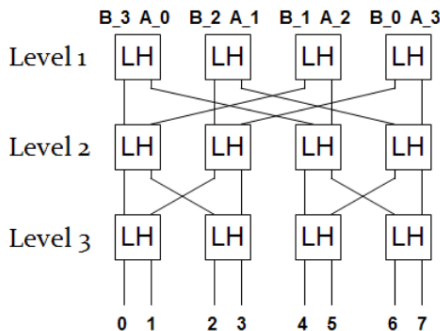 B_3 A_0 B_2 A_1 B_1 A_2 B_0 A_3
Level 1 LH LH LH LH
Level 2 LH LH LH LH
Level 3 LH LH LH LH
0 1 2 3 4 5 6 7